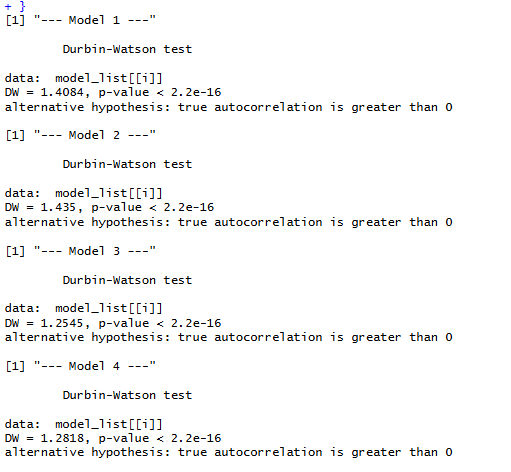 + }
[1] "--- Model 1 ---"
Durbin-Watson test
data:  model_list[[i]]
DW = 1.4084, p-value < 2.2e-16
alternative hypothesis: true autocorrelation is greater than 0
[1] "--- Model 2 ---"
Durbin-Watson test
data:  model_list[[i]]
DW = 1.435, p-value < 2.2e-16
alternative hypothesis: true autocorrelation is greater than 0
[1] "--- Model 3 ---"
Durbin-Watson test
data:  model_list[[i]]
DW = 1.2545, p-value < 2.2e-16
alternative hypothesis: true autocorrelation is greater than 0
[1] "--- Model 4 ---"
Durbin-Watson test
data:  model_list[[i]]
DW = 1.2818, p-value < 2.2e-16
alternative hypothesis: true autocorrelation is greater than 0